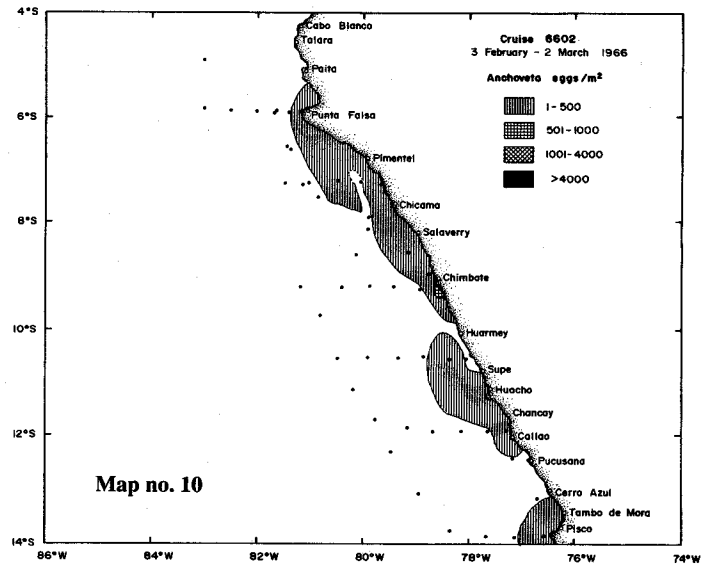 4°S
Cabo Blanco
Talara
Paita
6°S
Punta Falsa
Pimentel
Chicama
8°S
Salaverry
Chimbate
10°S
Huarmey
Supe
Huacho
Chancay
12°S
Callao
Pucusana
Cerro Azul
Tambo de Mora
Pisco
14°S
86°W
84°W
82°W
80°W
78°W
76°W
74°W
Cruise 6602
3 February - 2 March 1966
Anchoveta eggs/m²
1-500
501-1000
1001-4000
>4000
Map no. 10